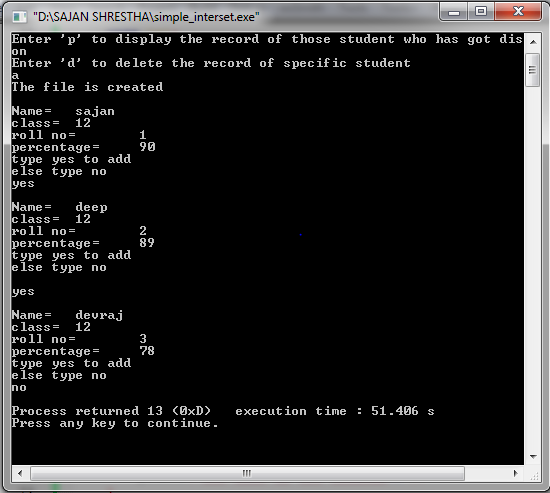 "D:\SAJAN SHRESTHA\simple_interset.exe"
Enter 'p' to display the record of those student who has got dis
on
Enter 'd' to delete the record of specific student
a
The file is created
Name= sajan
class= 12
roll no= 1
percentage= 90
type yes to add
else type no
yes
Name= deep
class= 12
roll no= 2
percentage= 89
type yes to add
else type no
yes
Name= devraj
class= 12
roll no= 3
percentage= 78
type yes to add
else type no
no
Process returned 13 (0xD) execution time : 51.406 s
Press any key to continue.